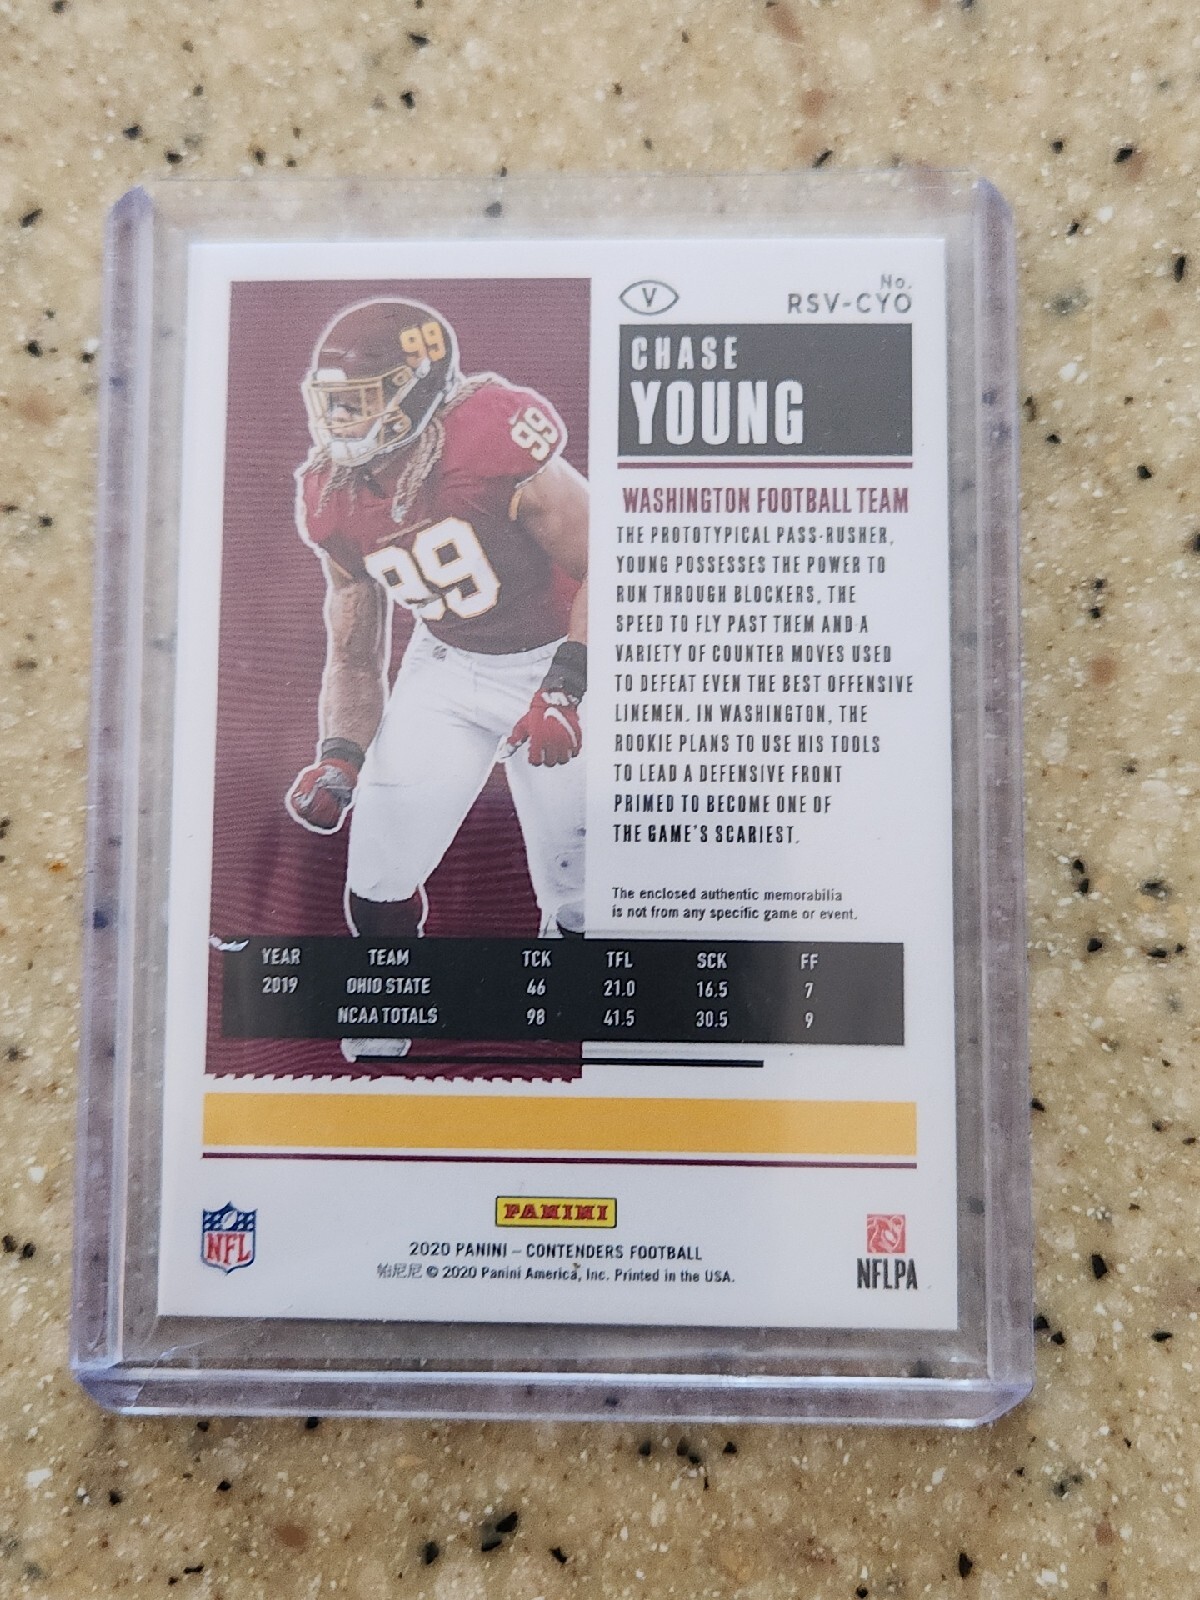 99
99
99
V
No.
RSV-CYO
CHASE
YOUNG
WASHINGTON FOOTBALL TEAM
THE PROTOTYPICAL PASS-RUSHER,
YOUNG POSSESSES THE POWER TO
RUN THROUGH BLOCKERS, THE
SPEED TO FLY PAST THEM AND A
VARIETY OF COUNTER MOVES USED
TO DEFEAT EVEN THE BEST OFFENSIVE
LINEMEN. IN WASHINGTON, THE
ROOKIE PLANS TO USE HIS TOOLS
TO LEAD A DEFENSIVE FRONT
PRIMED TO BECOME ONE OF
THE GAME'S SCARIEST.
The enclosed authentic memorabilia
is not from any specific game or event.
YEAR TEAM TCK TFL SCK FF
2019 OHIO STATE 46 21.0 16.5 7
NCAA TOTALS 98 41.5 30.5 9
PANINI
NFL
2020 PANINI – CONTENDERS FOOTBALL
帕尼尼 © 2020 Panini America, Inc. Printed in the USA.
NFLPA